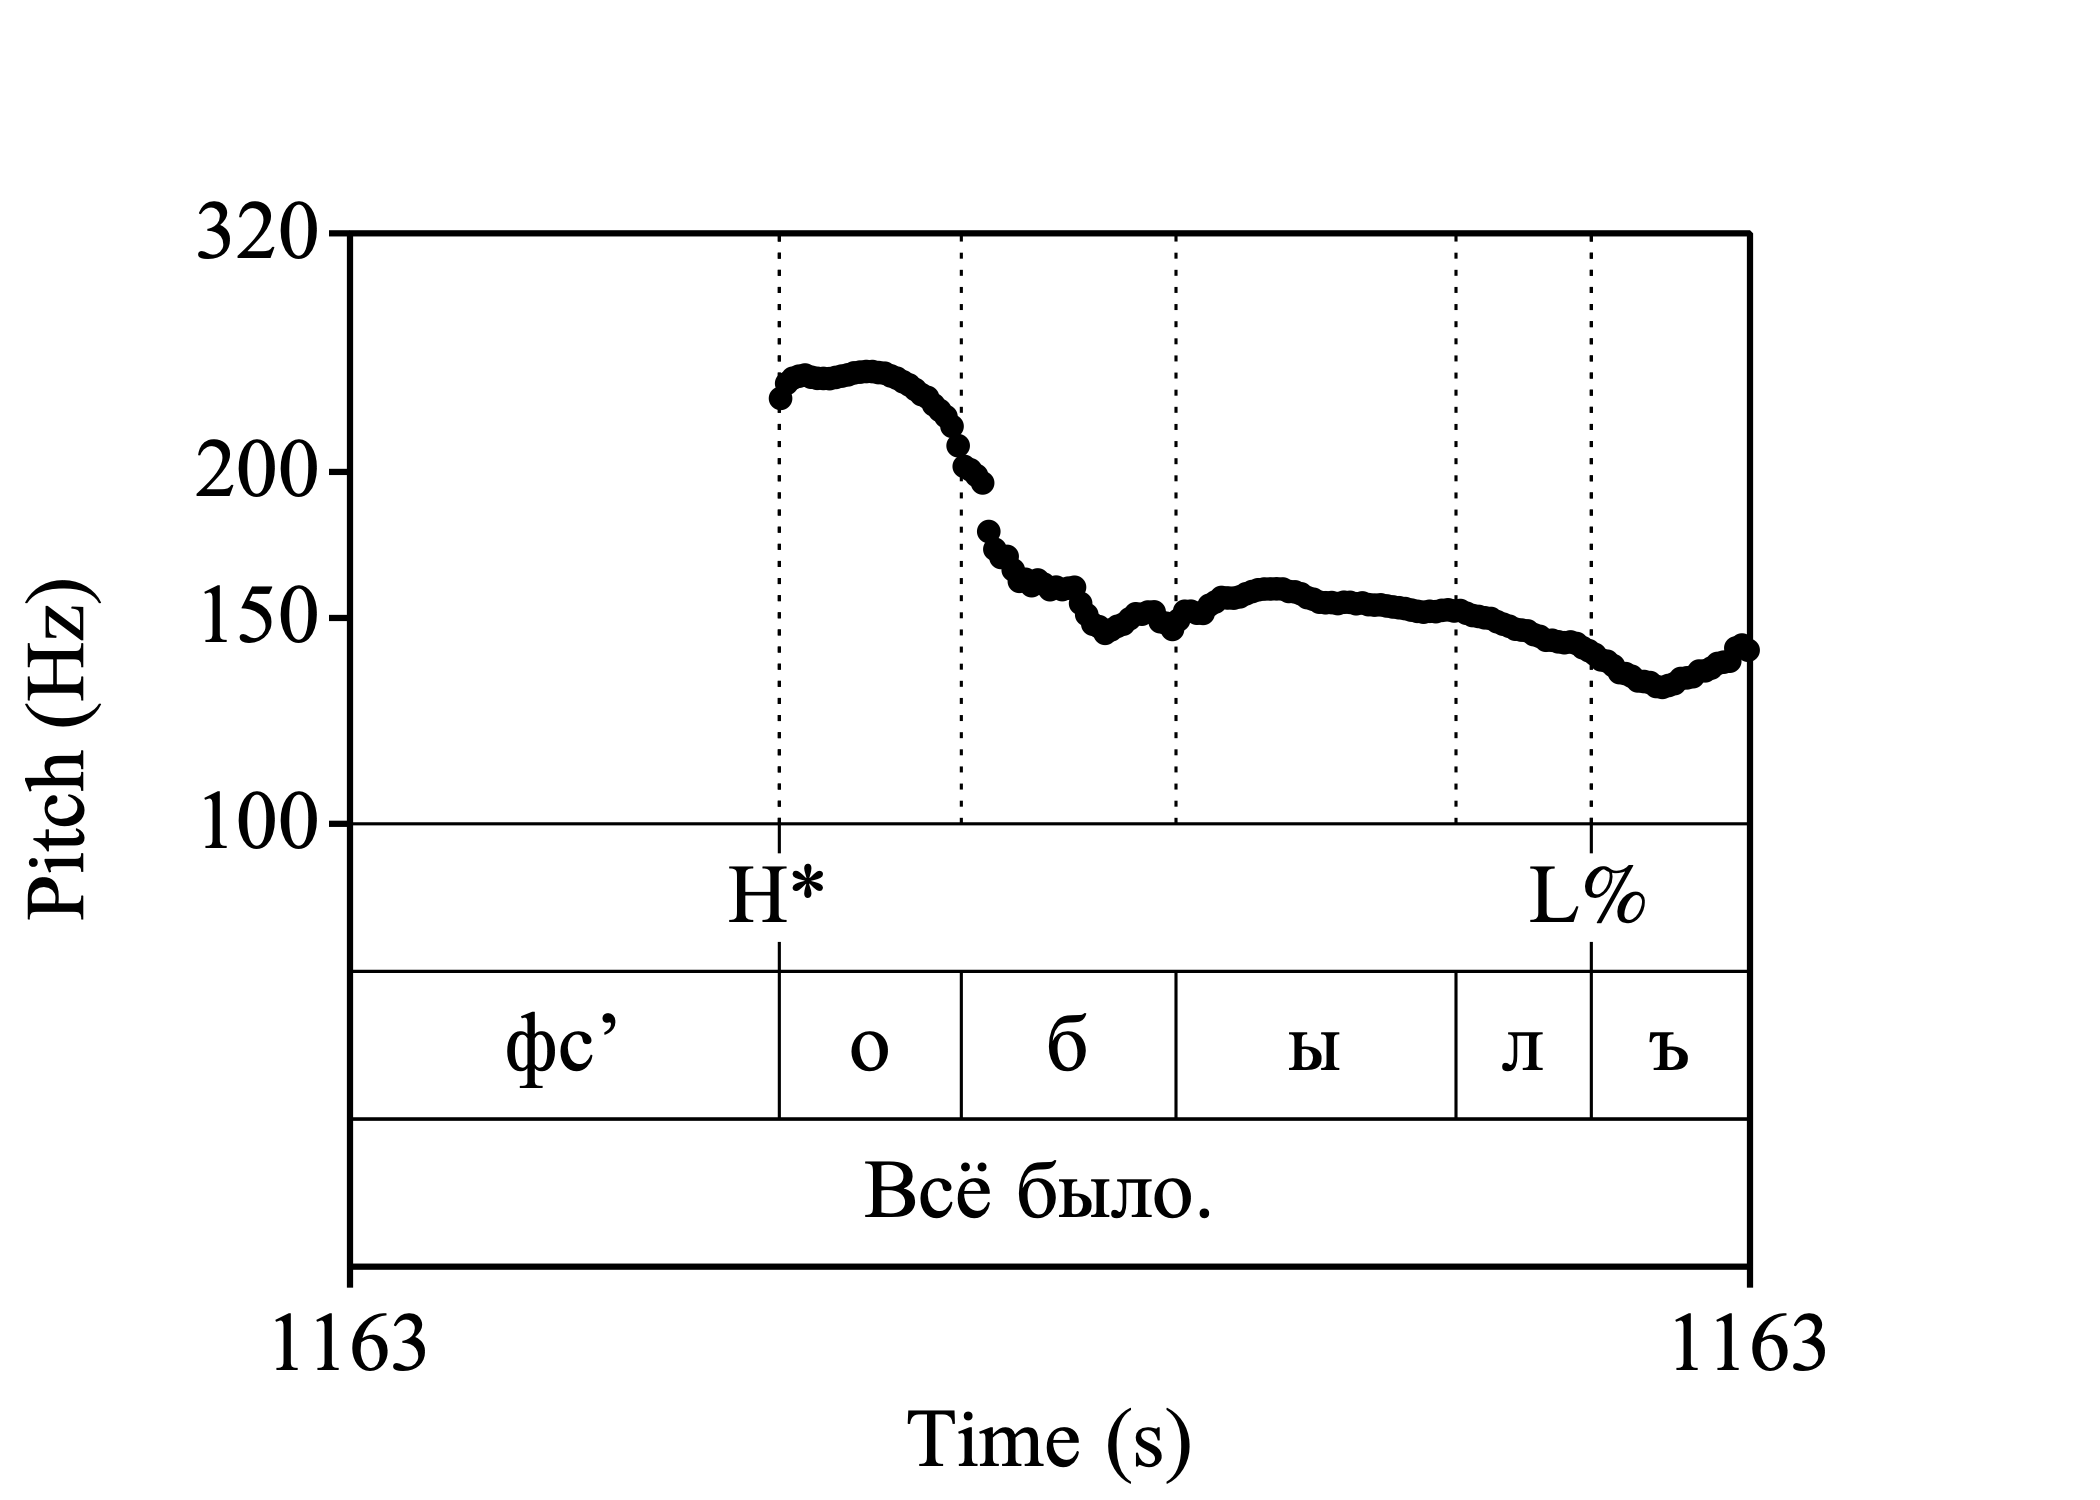 320
200
150
100
Pitch (Hz)
H* L%
фс’ о б ы л ъ
Всё было.
1163 1163
Time (s)